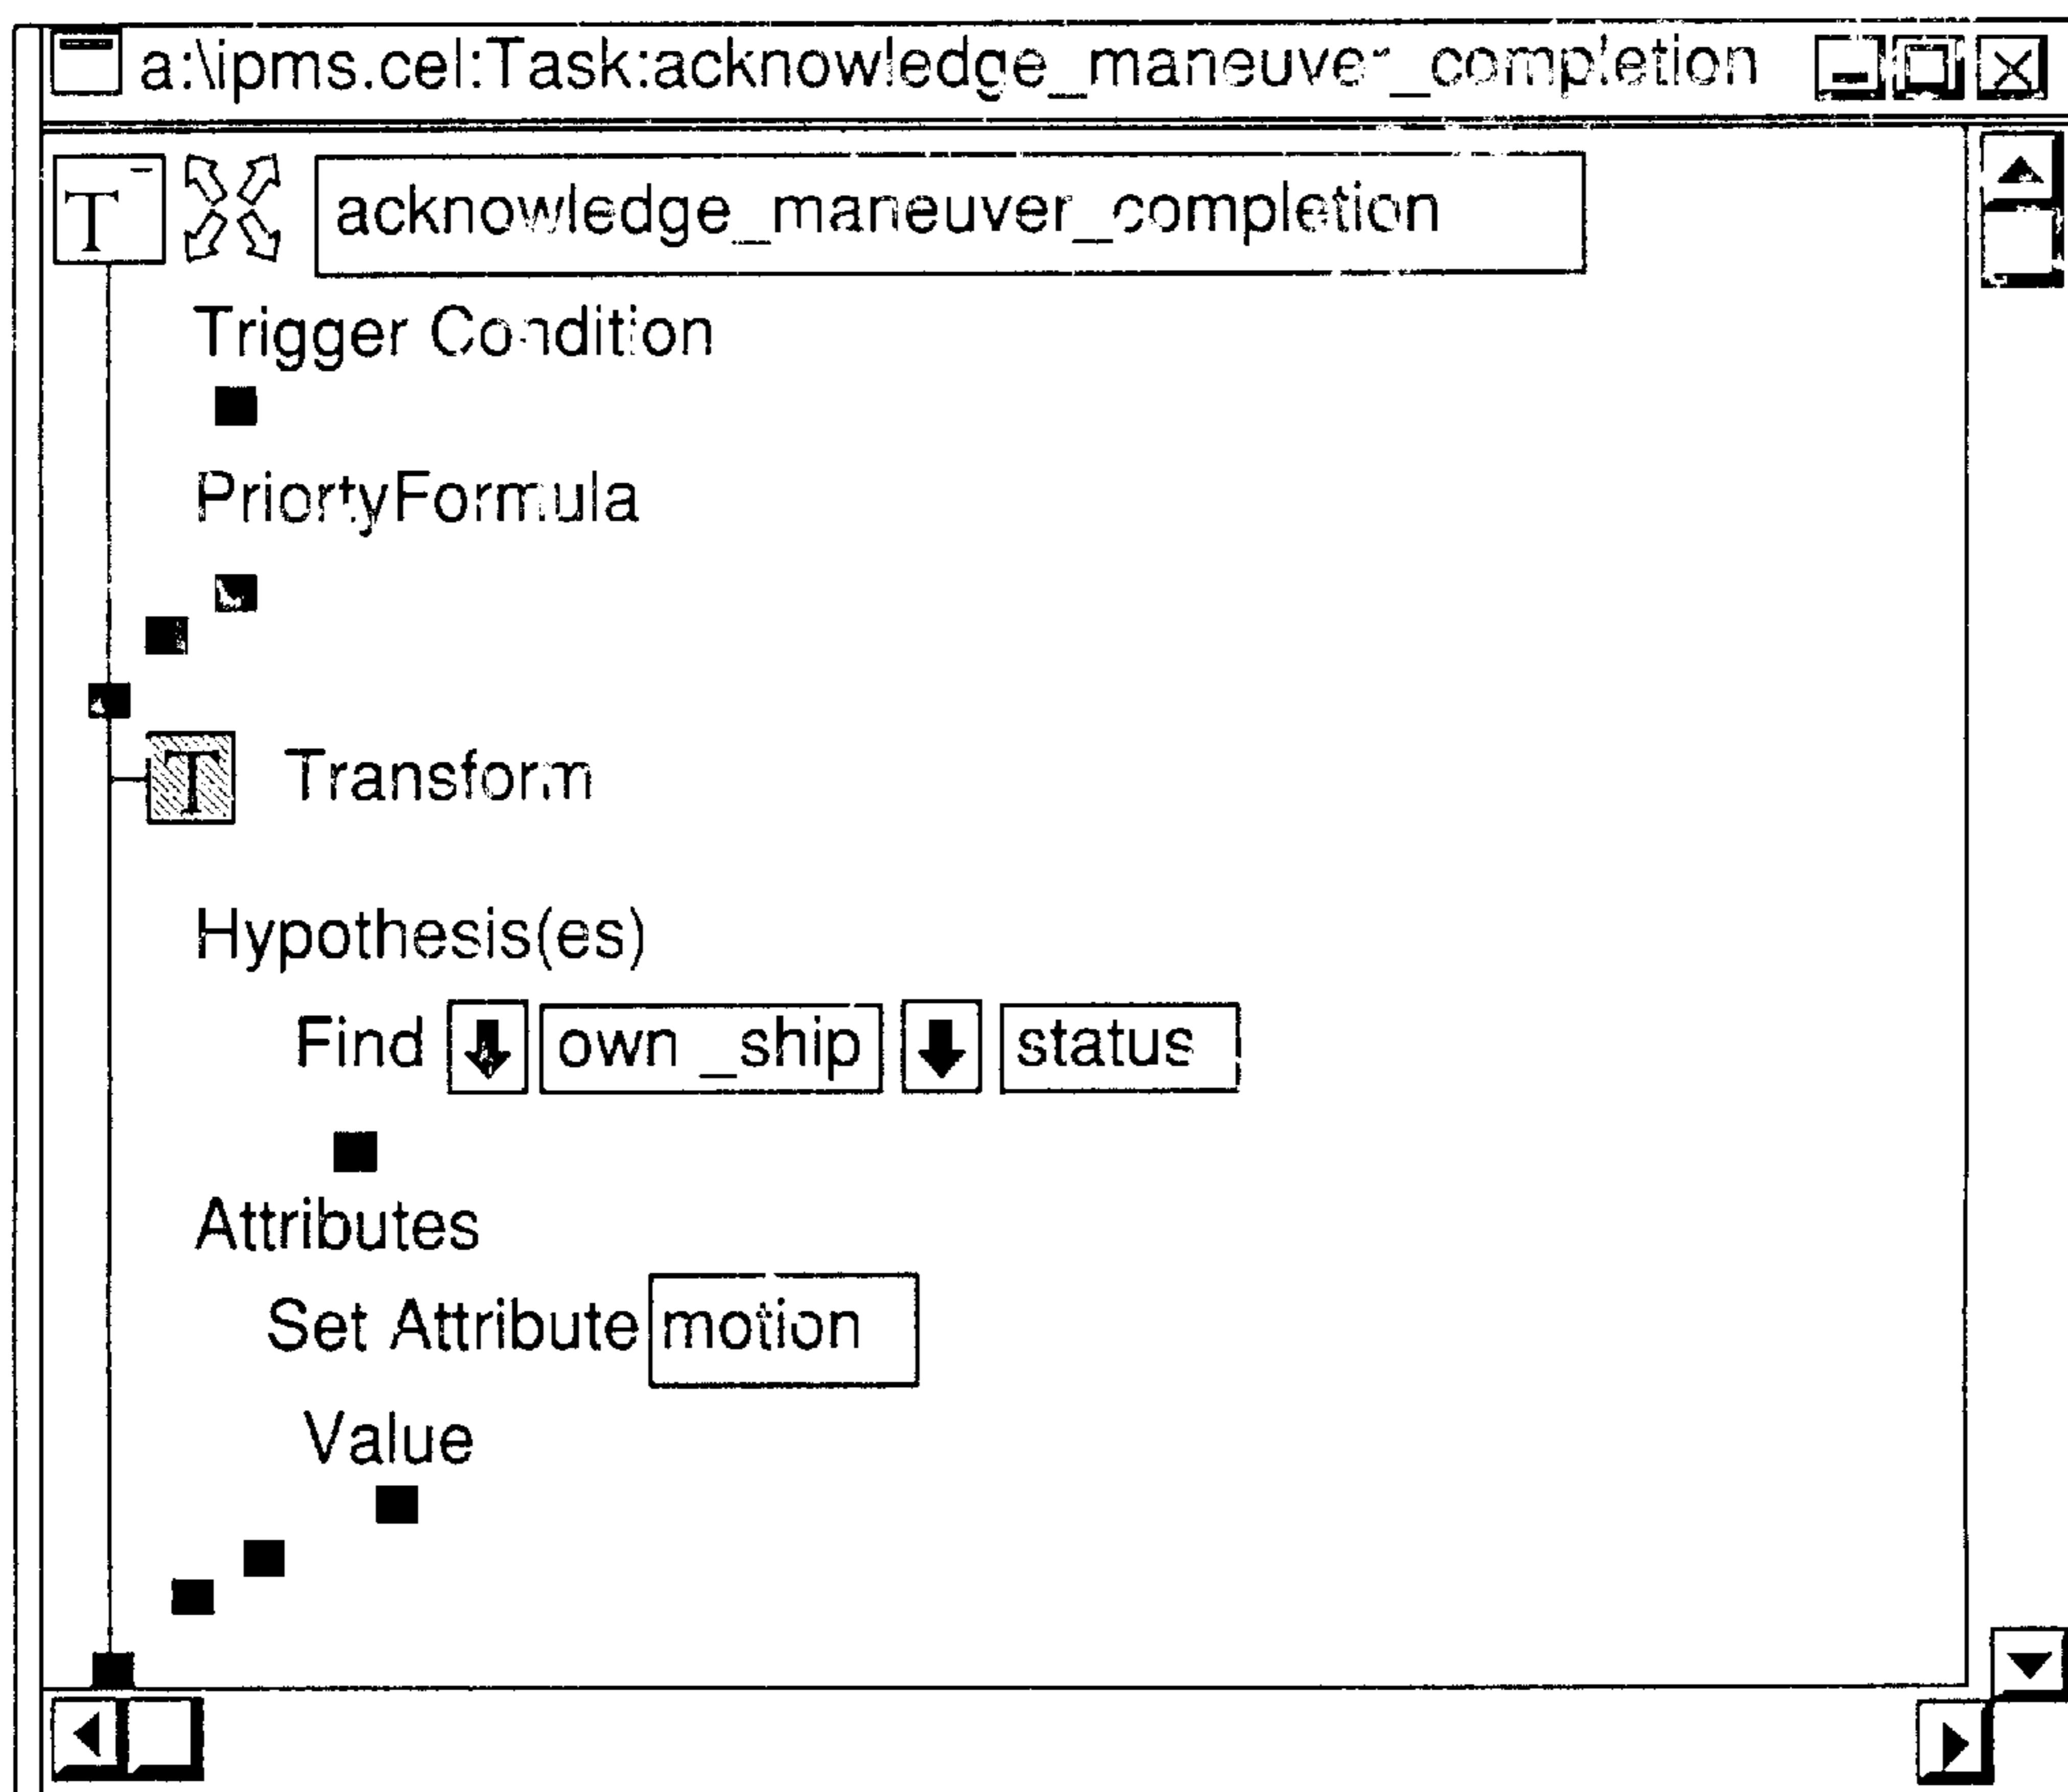 a:\ipms.cel:Task:acknowledge_maneuver_completion
T acknowledge_maneuver_completion
Trigger Condition
PriortyFormula
T Transform
Hypothesis(es)
Find own _ship status
Attributes
Set Attribute motion
Value